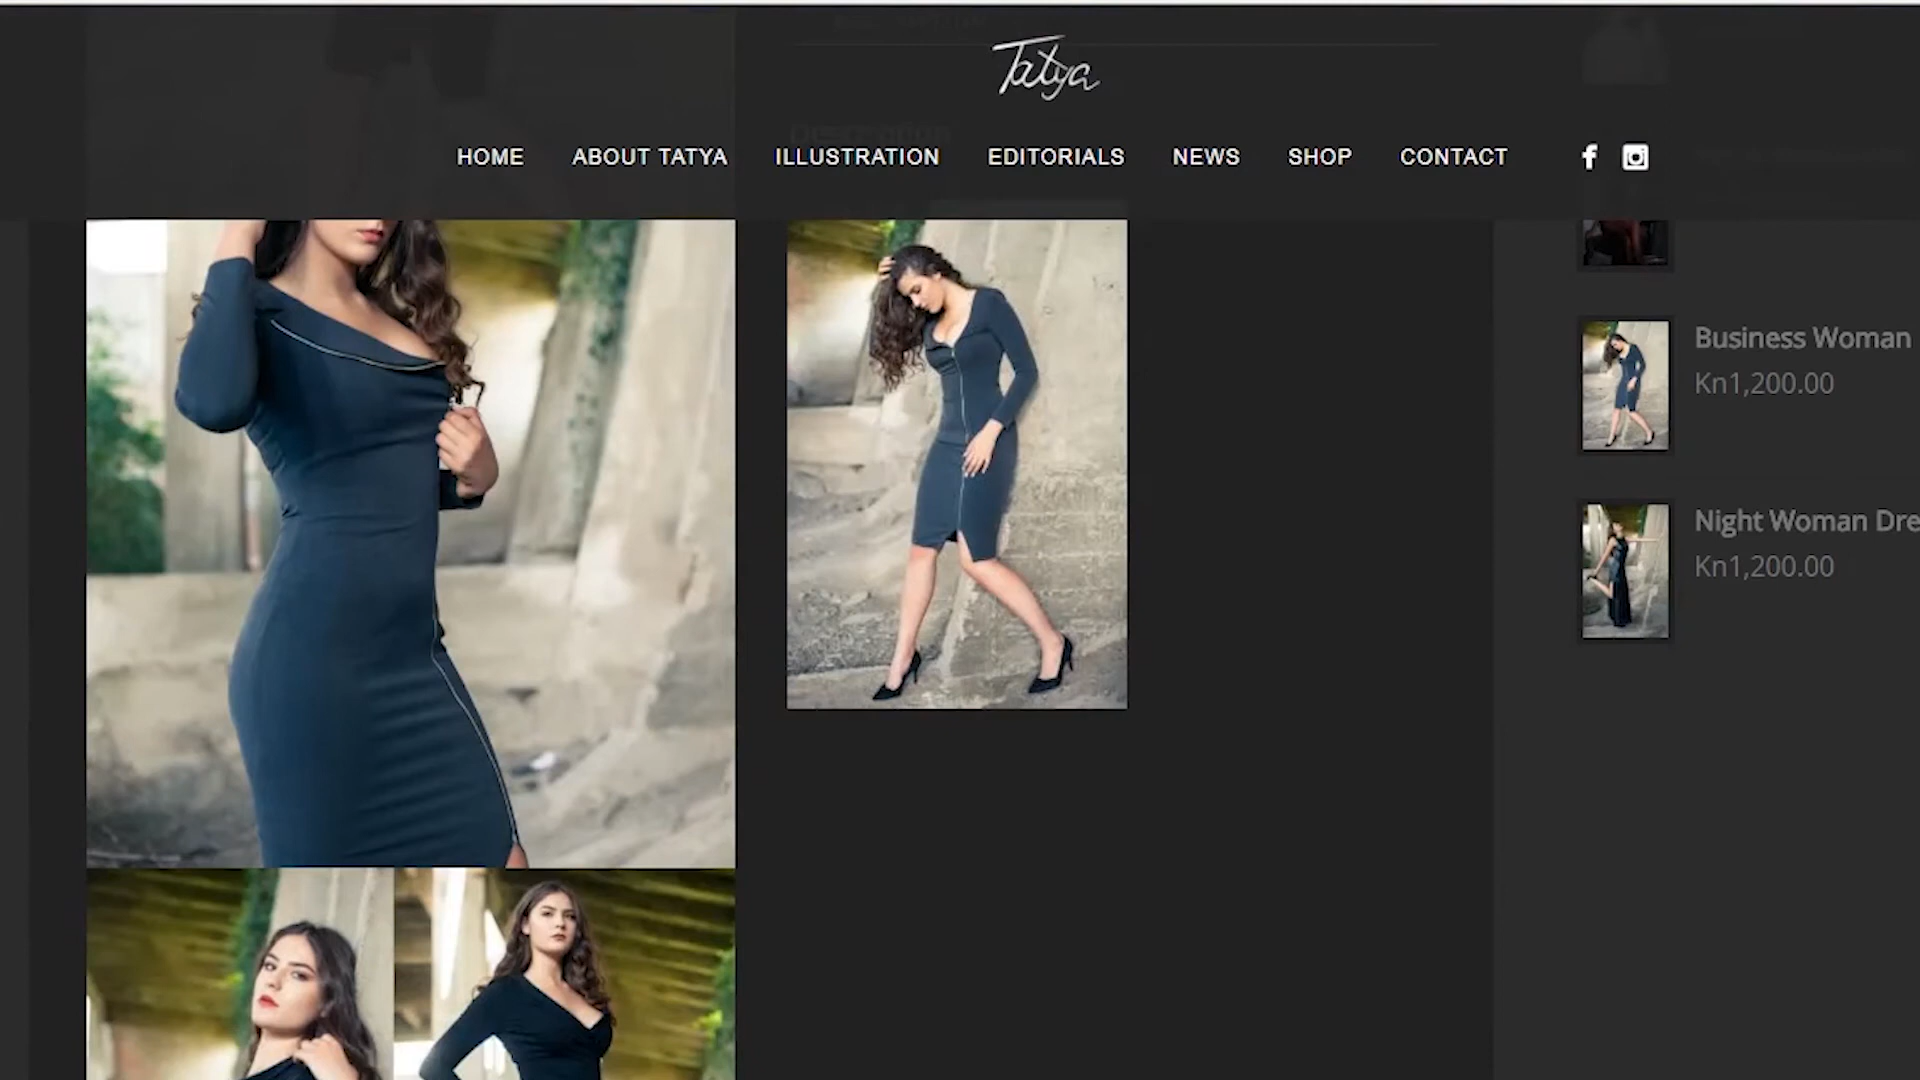 Tatya
HOME ABOUT TATYA ILLUSTRATION EDITORIALS NEWS SHOP CONTACT
Business Woman
Kn1,200.00
Night Woman Dre
Kn1,200.00